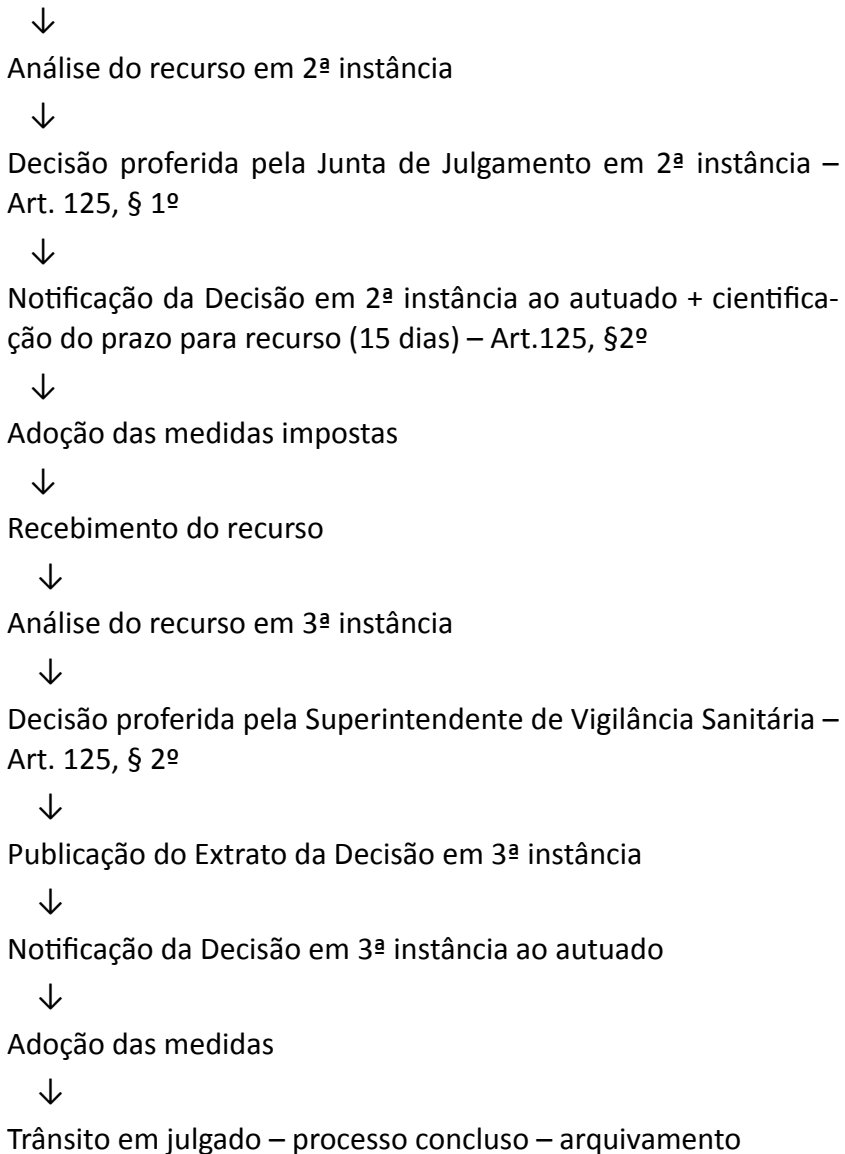 ↓
Análise do recurso em 2ª instância
↓
Decisão proferida pela Junta de Julgamento em 2ª instância –
Art. 125, § 1º
↓
Notificação da Decisão em 2ª instância ao autuado + cientifica-
ção do prazo para recurso (15 dias) – Art.125, §2º
↓
Adoção das medidas impostas
↓
Recebimento do recurso
↓
Análise do recurso em 3ª instância
↓
Decisão proferida pela Superintendente de Vigilância Sanitária –
Art. 125, § 2º
↓
Publicação do Extrato da Decisão em 3ª instância
↓
Notificação da Decisão em 3ª instância ao autuado
↓
Adoção das medidas
↓
Trânsito em julgado – processo concluso – arquivamento